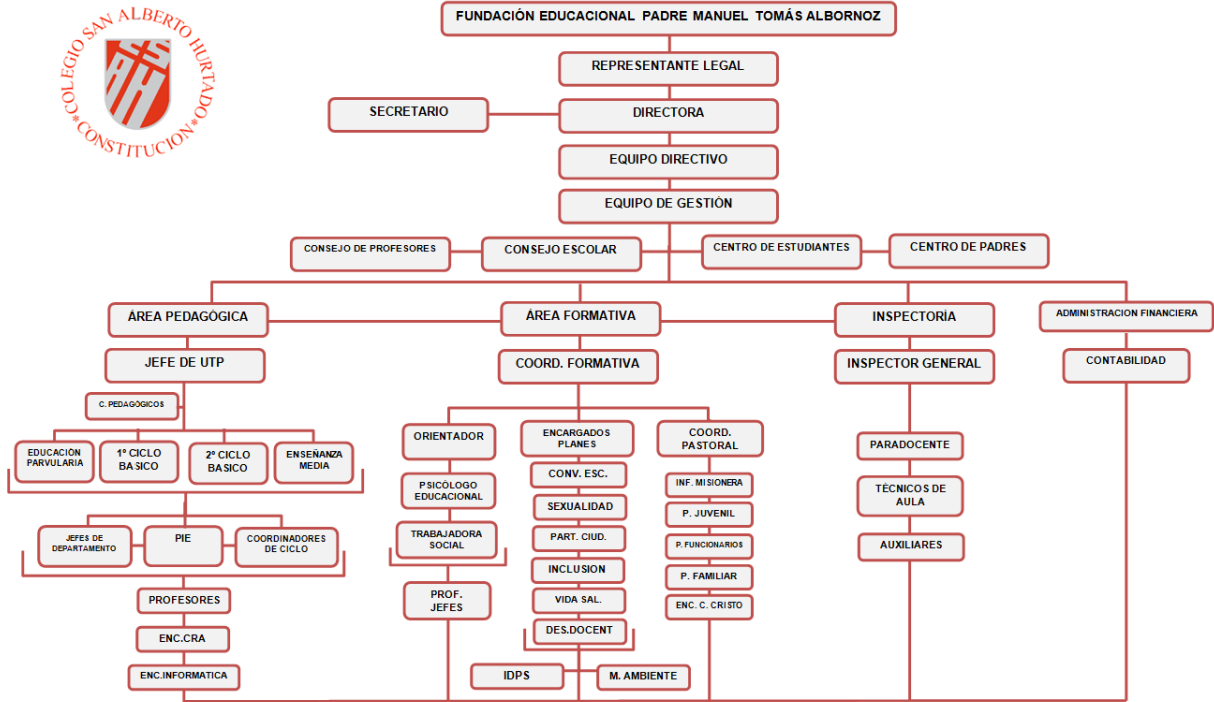 COLEGIO SAN ALBERTO HURTADO
*CONSTITUCION*
FUNDACIÓN EDUCACIONAL PADRE MANUEL TOMÁS ALBORNOZ
REPRESENTANTE LEGAL
SECRETARIO
DIRECTORA
EQUIPO DIRECTIVO
EQUIPO DE GESTIÓN
CONSEJO DE PROFESORES
CONSEJO ESCOLAR
CENTRO DE ESTUDIANTES
CENTRO DE PADRES
ÁREA PEDAGÓGICA
ÁREA FORMATIVA
INSPECTORÍA
ADMINISTRACION FINANCIERA
JEFE DE UTP
COORD. FORMATIVA
INSPECTOR GENERAL
CONTABILIDAD
C. PEDAGÓGICOS
EDUCACIÓN
PARVULARIA
1º CICLO
BASICO
2º CICLO
BASICO
ENSEÑANZA
MEDIA
JEFES DE
DEPARTAMENTO
PIE
COORDINADORES
DE CICLO
PROFESORES
ENC.CRA
ENC.INFORMATICA
ORIENTADOR
PSICÓLOGO
EDUCACIONAL
TRABAJADORA
SOCIAL
PROF.
JEFES
ENCARGADOS
PLANES
CONV. ESC.
SEXUALIDAD
PART. CIUD.
INCLUSION
VIDA SAL.
DES.DOCENT
IDPS
M. AMBIENTE
COORD.
PASTORAL
INF. MISIONERA
P. JUVENIL
P. FUNCIONARIOS
P. FAMILIAR
ENC. C. CRISTO
PARADOCENTE
TÉCNICOS DE
AULA
AUXILIARES